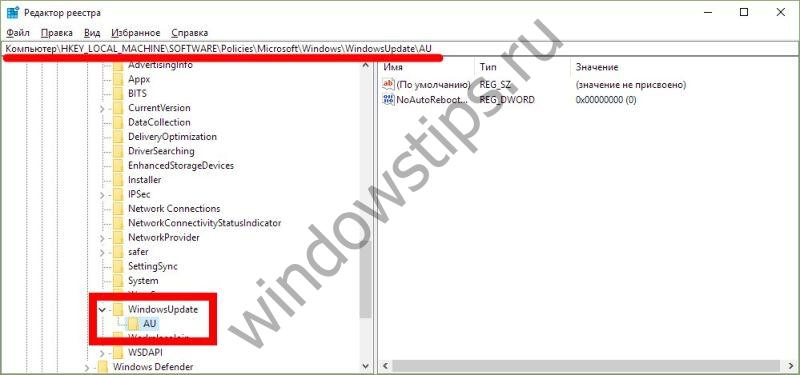 Редактор реестра
Файл Правка Вид Избранное Справка
Компьютер\HKEY_LOCAL_MACHINE\SOFTWARE\Policies\Microsoft\Windows\WindowsUpdate\AU
AdvertisingInfo
Appx
BITS
CurrentVersion
DataCollection
DeliveryOptimization
DriverSearching
EnhancedStorageDevices
Installer
IPSec
Network Connections
NetworkConnectivityStatusIndicator
NetworkProvider
safer
SettingSync
System
WindowsUpdate
AU
WSDAPI
Windows Defender
Имя Тип Значение
(По умолчанию) REG_SZ (значение не присвоено)
NoAutoReboot... REG_DWORD 0x00000000 (0)
windowstips.ru